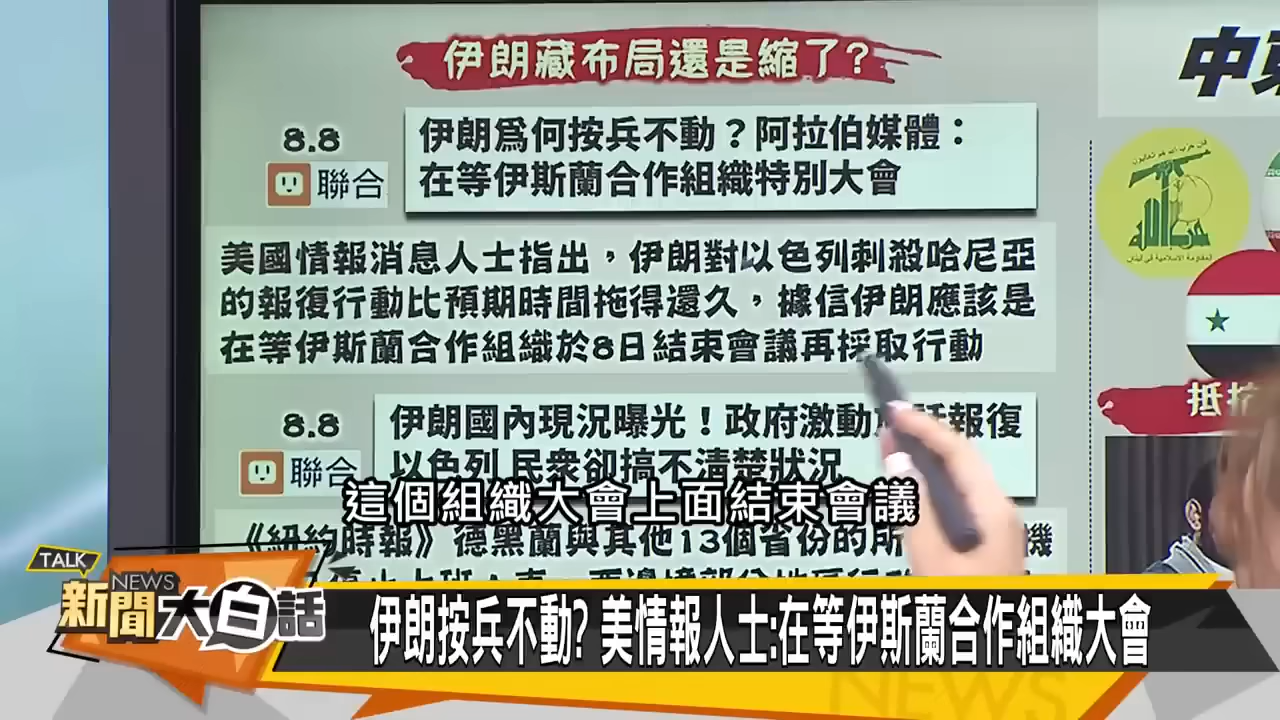 伊朗藏布局還是縮了?
中東
8.8
聯合
伊朗為何按兵不動?阿拉伯媒體:
在等伊斯蘭合作組織特別大會
美國情報消息人士指出,伊朗對以色列刺殺哈尼亞
的報復行動比預期時間拖得還久,據信伊朗應該是
在等伊斯蘭合作組織於8日結束會議再採取行動
抵抗
8.8
聯合
伊朗國內現況曝光!政府激動 報復
以色列 民眾卻搞不清楚狀況
這個組織大會上面結束會議
《紐約時報》德黑蘭與其他13個省份的所 機
TALK
NEWS
新聞大白話
伊朗按兵不動? 美情報人士:在等伊斯蘭合作組織大會
NEWS